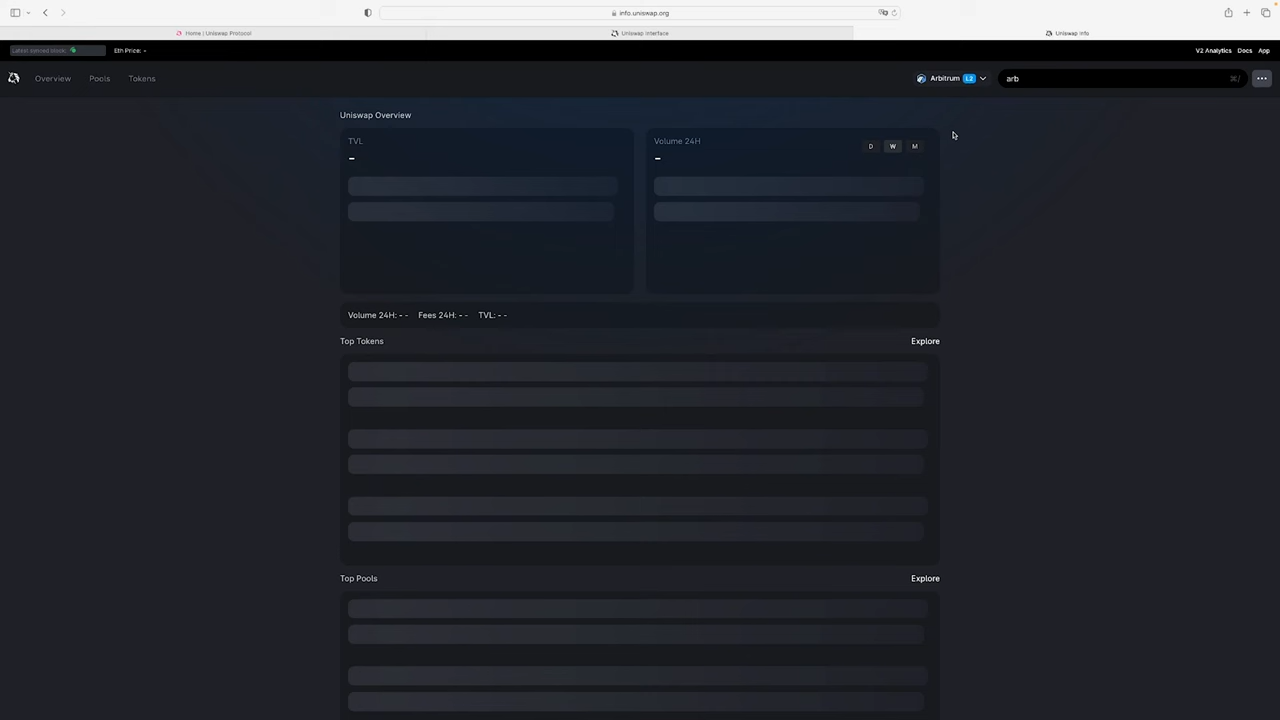 info.uniswap.org
Home | Uniswap Protocol
Uniswap Interface
Uniswap Info
Latest synced block:
Eth Price: -
V2 Analytics Docs App
Overview Pools Tokens
Arbitrum L2
arb
⌘/
Uniswap Overview
TVL
-
Volume 24H
-
D W M
Volume 24H: - - Fees 24H: - - TVL: - -
Top Tokens
Explore
Top Pools
Explore